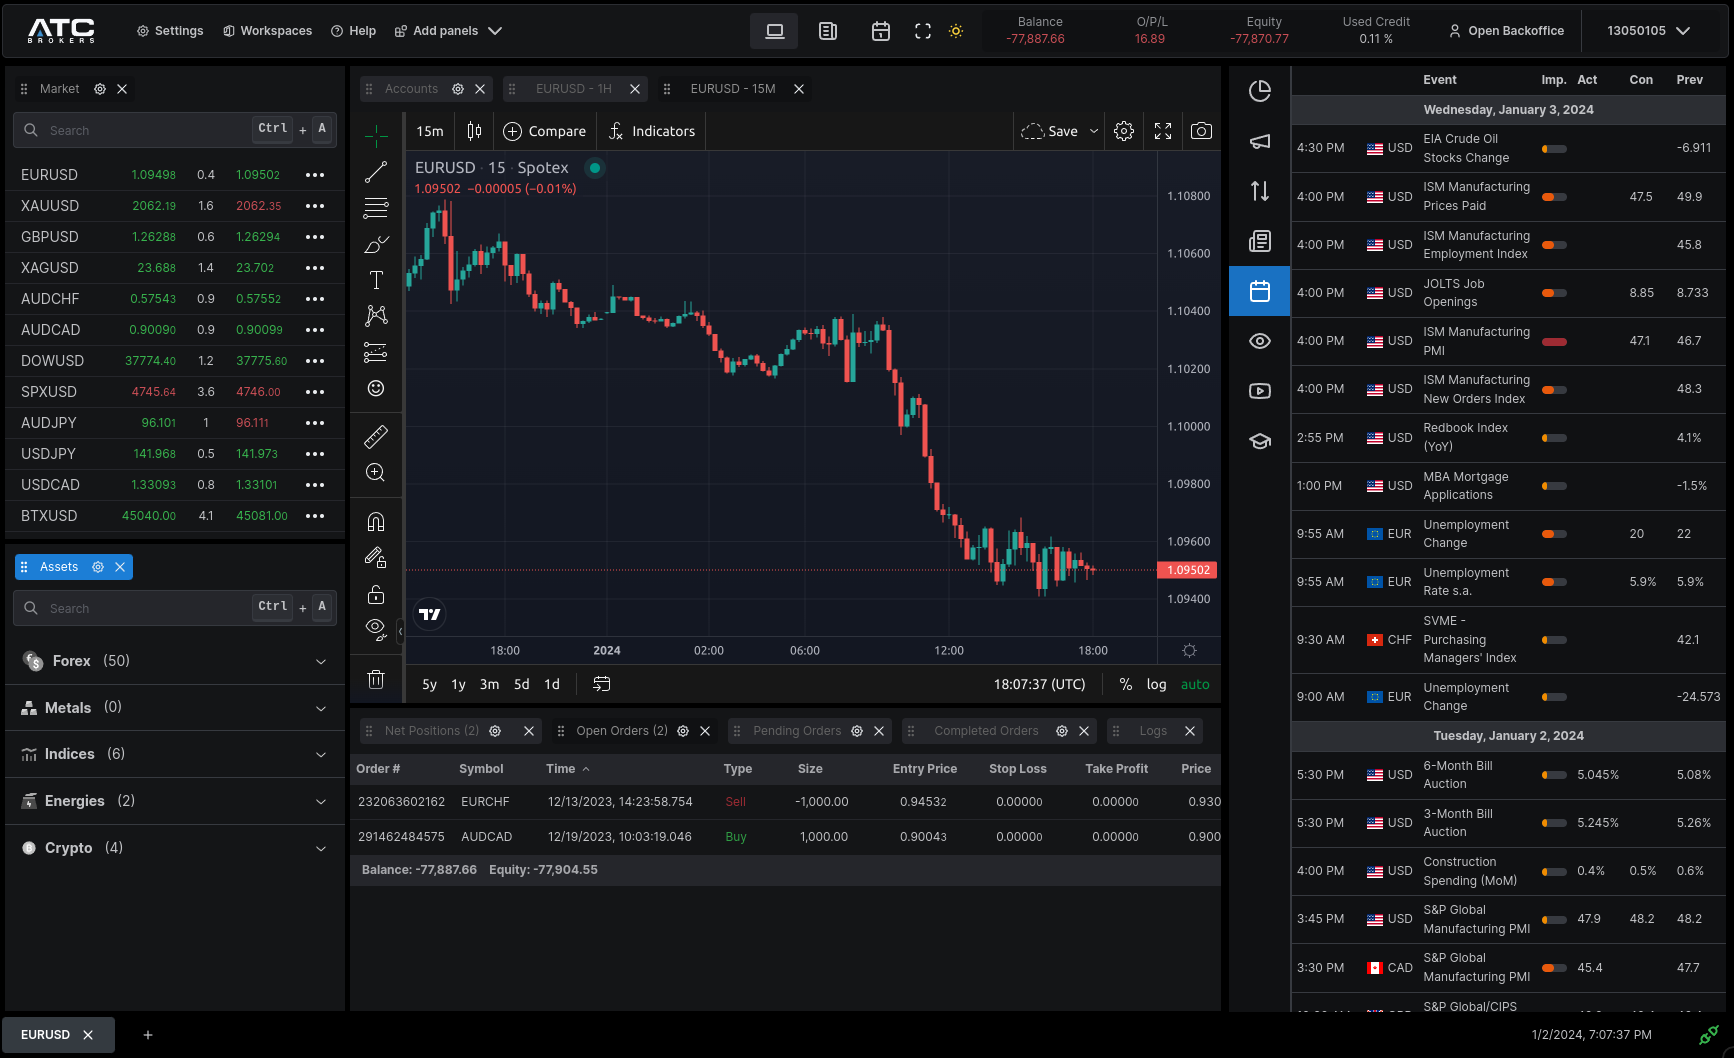 ATC
BROKERS
Settings
Workspaces
Help
Add panels
Balance
-77,887.66
O/P/L
16.89
Equity
-77,870.77
Used Credit
0.11 %
Open Backoffice
13050105
Market
Search
Ctrl + A
EURUSD 1.09498 0.4 1.09502
XAUUSD 2062.19 1.6 2062.35
GBPUSD 1.26288 0.6 1.26294
XAGUSD 23.688 1.4 23.702
AUDCHF 0.57543 0.9 0.57552
AUDCAD 0.90090 0.9 0.90099
DOWUSD 37774.40 1.2 37775.60
SPXUSD 4745.64 3.6 4746.00
AUDJPY 96.101 1 96.111
USDJPY 141.968 0.5 141.973
USDCAD 1.33093 0.8 1.33101
BTXUSD 45040.00 4.1 45081.00
Assets
Search
Ctrl + A
Forex (50)
Metals (0)
Indices (6)
Energies (2)
Crypto (4)
Accounts
EURUSD - 1H
EURUSD - 15M
15m
Compare
Indicators
Save
EURUSD · 15 · Spotex
1.09502 −0.00005 (−0.01%)
1.10800
1.10600
1.10400
1.10200
1.10000
1.09800
1.09600
1.09502
1.09400
18:00 2024 02:00 06:00 12:00 18:00
5y 1y 3m 5d 1d
18:07:37 (UTC) % log auto
Net Positions (2)
Open Orders (2)
Pending Orders
Completed Orders
Logs
Order # Symbol Time Type Size Entry Price Stop Loss Take Profit Price
232063602162 EURCHF 12/13/2023, 14:23:58.754 Sell -1,000.00 0.94532 0.00000 0.00000 0.930
291462484575 AUDCAD 12/19/2023, 10:03:19.046 Buy 1,000.00 0.90043 0.00000 0.00000 0.900
Balance: -77,887.66 Equity: -77,904.55
Event Imp. Act Con Prev
Wednesday, January 3, 2024
4:30 PM USD EIA Crude Oil
Stocks Change -6.911
4:00 PM USD ISM Manufacturing
Prices Paid 47.5 49.9
4:00 PM USD ISM Manufacturing
Employment Index 45.8
4:00 PM USD JOLTS Job
Openings 8.85 8.733
4:00 PM USD ISM Manufacturing
PMI 47.1 46.7
4:00 PM USD ISM Manufacturing
New Orders Index 48.3
2:55 PM USD Redbook Index
(YoY) 4.1%
1:00 PM USD MBA Mortgage
Applications -1.5%
9:55 AM EUR Unemployment
Change 20 22
9:55 AM EUR Unemployment
Rate s.a. 5.9% 5.9%
9:30 AM CHF SVME -
Purchasing
Managers' Index 42.1
9:00 AM EUR Unemployment
Change -24.573
Tuesday, January 2, 2024
5:30 PM USD 6-Month Bill
Auction 5.045% 5.08%
5:30 PM USD 3-Month Bill
Auction 5.245% 5.26%
4:00 PM USD Construction
Spending (MoM) 0.4% 0.5% 0.6%
3:45 PM USD S&P Global
Manufacturing PMI 47.9 48.2 48.2
3:30 PM CAD S&P Global
Manufacturing PMI 45.4 47.7
S&P Global/CIPS
EURUSD
+
1/2/2024, 7:07:37 PM